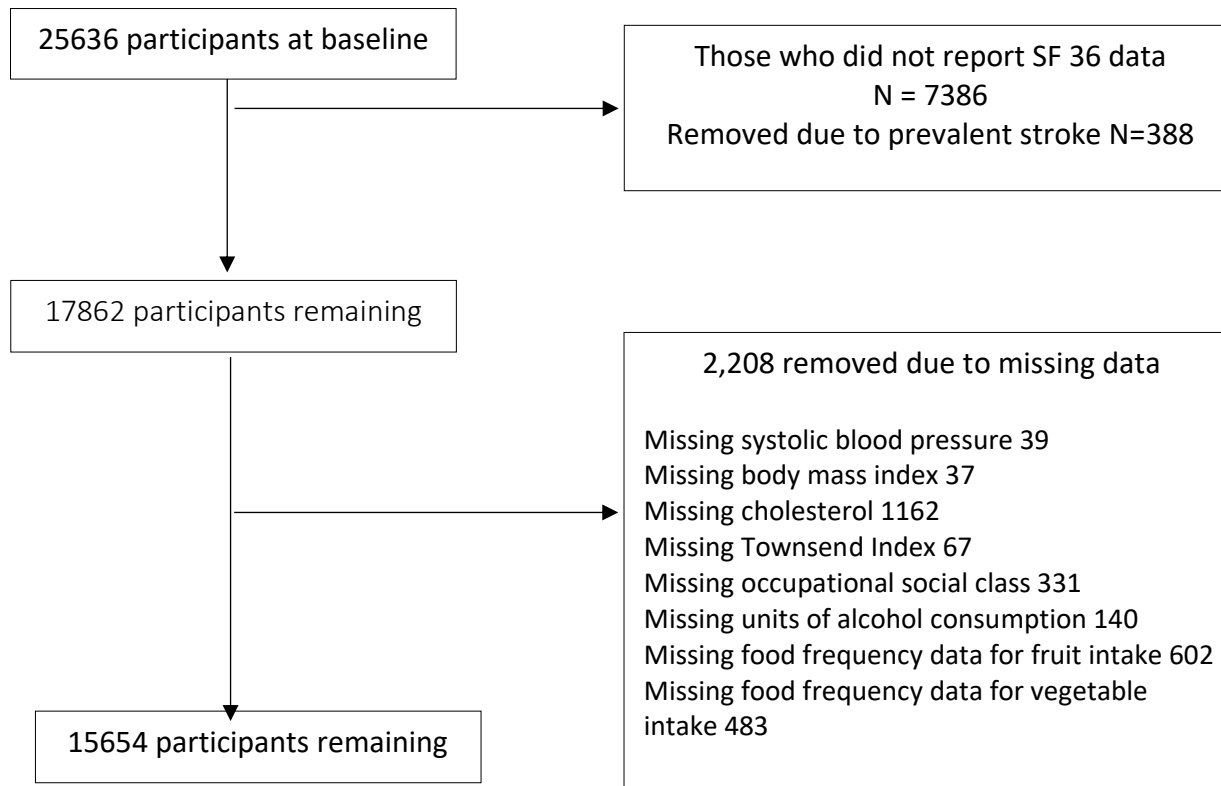 25636 participants at baseline
Those who did not report SF 36 data
N = 7386
Removed due to prevalent stroke N=388
17862 participants remaining
2,208 removed due to missing data
Missing systolic blood pressure 39
Missing body mass index 37
Missing cholesterol 1162
Missing Townsend Index 67
Missing occupational social class 331
Missing units of alcohol consumption 140
Missing food frequency data for fruit intake 602
Missing food frequency data for vegetable
intake 483
15654 participants remaining